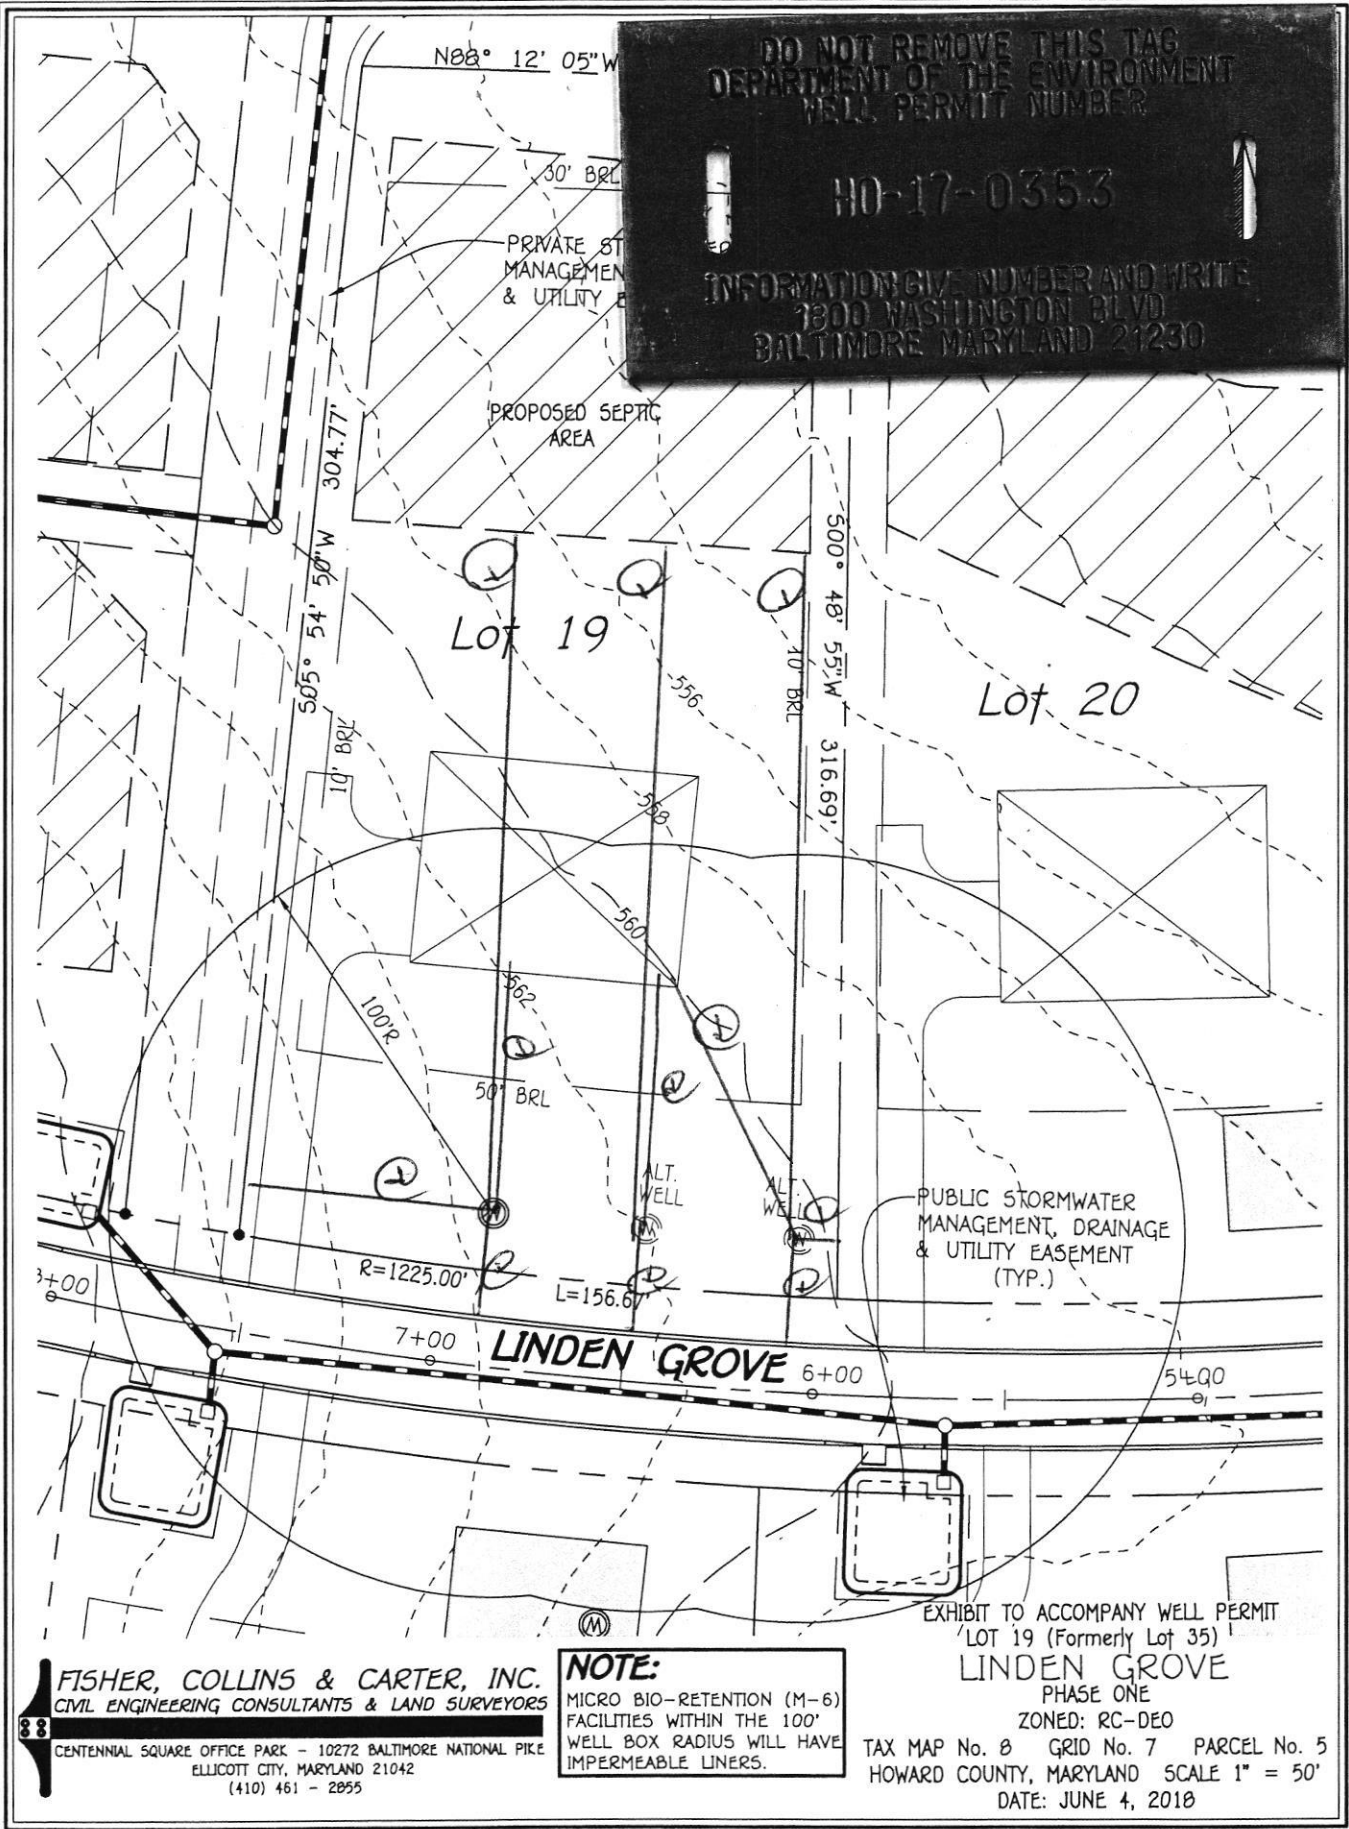 N88° 12' 05"W
DO NOT REMOVE THIS TAG
DEPARTMENT OF THE ENVIRONMENT
WELL PERMIT NUMBER
HO-17-0353
INFORMATION GIVE NUMBER AND WRITE
1800 WASHINGTON BLVD
BALTIMORE MARYLAND 21230
30' BRL
PRIVATE ST
MANAGEMEN
& UTILITY E
PROPOSED SEPTIC
AREA
S05° 54' 50"W 304.77'
S00° 48' 55"W 316.69'
Lot 19
10' BRL
556
Lot 20
10' BRL
558
560
562
100'R
50' BRL
ALT.
WELL
ALT.
WELL
PUBLIC STORMWATER
MANAGEMENT, DRAINAGE
& UTILITY EASEMENT
(TYP.)
R=1225.00'
L=156.67'
8+00
7+00
LINDEN GROVE
6+00
5+00
EXHIBIT TO ACCOMPANY WELL PERMIT
LOT 19 (Formerly Lot 35)
LINDEN GROVE
PHASE ONE
ZONED: RC-DEO
TAX MAP No. 8 GRID No. 7 PARCEL No. 5
HOWARD COUNTY, MARYLAND SCALE 1" = 50'
DATE: JUNE 4, 2018
NOTE:
MICRO BIO-RETENTION (M-6)
FACILITIES WITHIN THE 100'
WELL BOX RADIUS WILL HAVE
IMPERMEABLE LINERS.
FISHER, COLLINS & CARTER, INC.
CIVIL ENGINEERING CONSULTANTS & LAND SURVEYORS
CENTENNIAL SQUARE OFFICE PARK - 10272 BALTIMORE NATIONAL PIKE
ELLICOTT CITY, MARYLAND 21042
(410) 461 - 2855